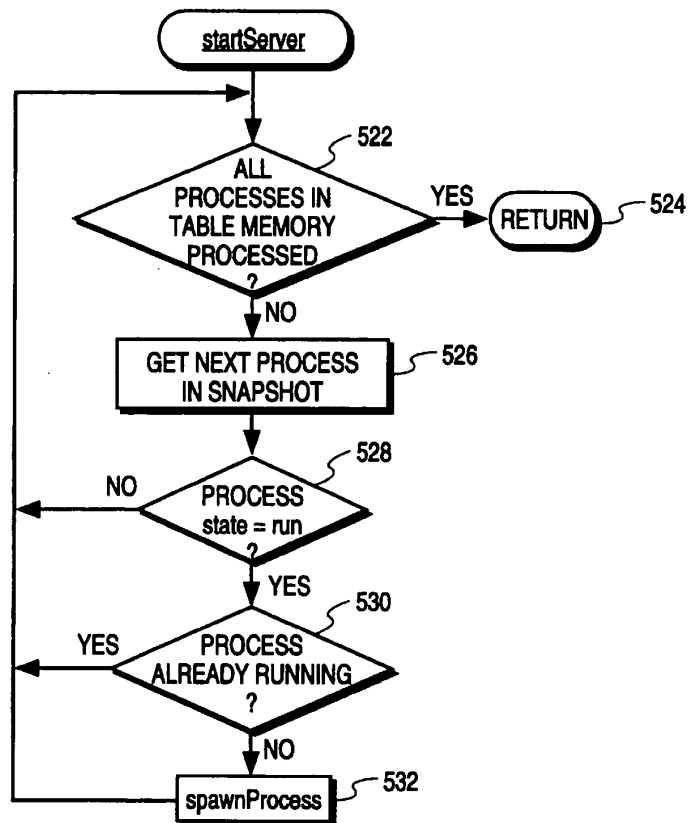 startServer
522
ALL
PROCESSES IN
TABLE MEMORY
PROCESSED
?
YES
RETURN
524
NO
GET NEXT PROCESS
IN SNAPSHOT
526
528
NO
PROCESS
state = run
?
YES
530
YES
PROCESS
ALREADY RUNNING
?
NO
spawnProcess
532